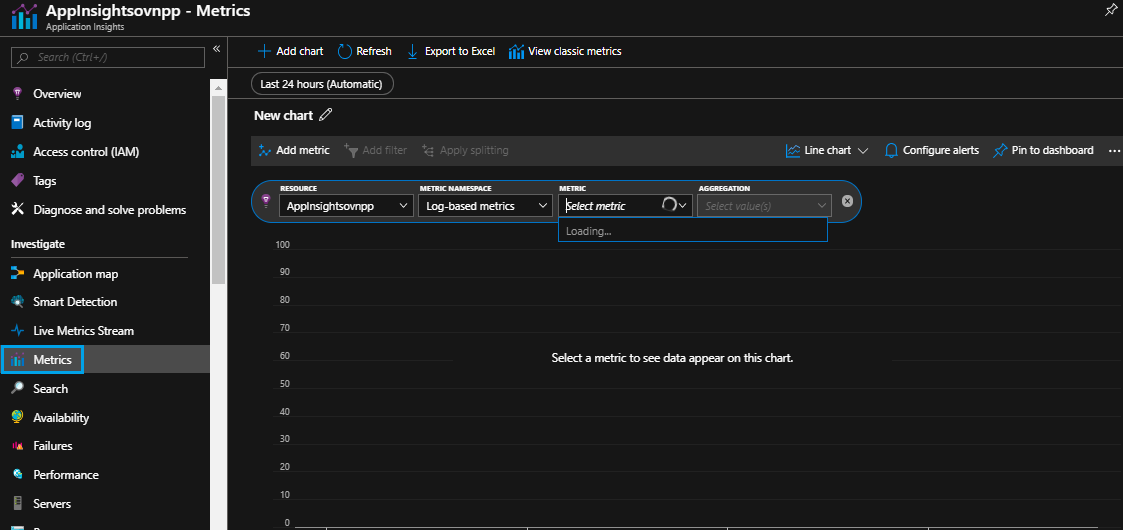 AppInsightsovnpp - Metrics
Application Insights
Search (Ctrl+/)
«
Overview
Activity log
Access control (IAM)
Tags
Diagnose and solve problems
Investigate
Application map
Smart Detection
Live Metrics Stream
Metrics
Search
Availability
Failures
Performance
Servers
Add chart
Refresh
Export to Excel
View classic metrics
Last 24 hours (Automatic)
New chart
Add metric
Add filter
Apply splitting
Line chart
Configure alerts
Pin to dashboard
...
RESOURCE
METRIC NAMESPACE
METRIC
AGGREGATION
AppInsightsovnpp
Log-based metrics
Select metric
Select value(s)
Loading...
100
90
80
70
60
50
40
30
20
10
0
Select a metric to see data appear on this chart.